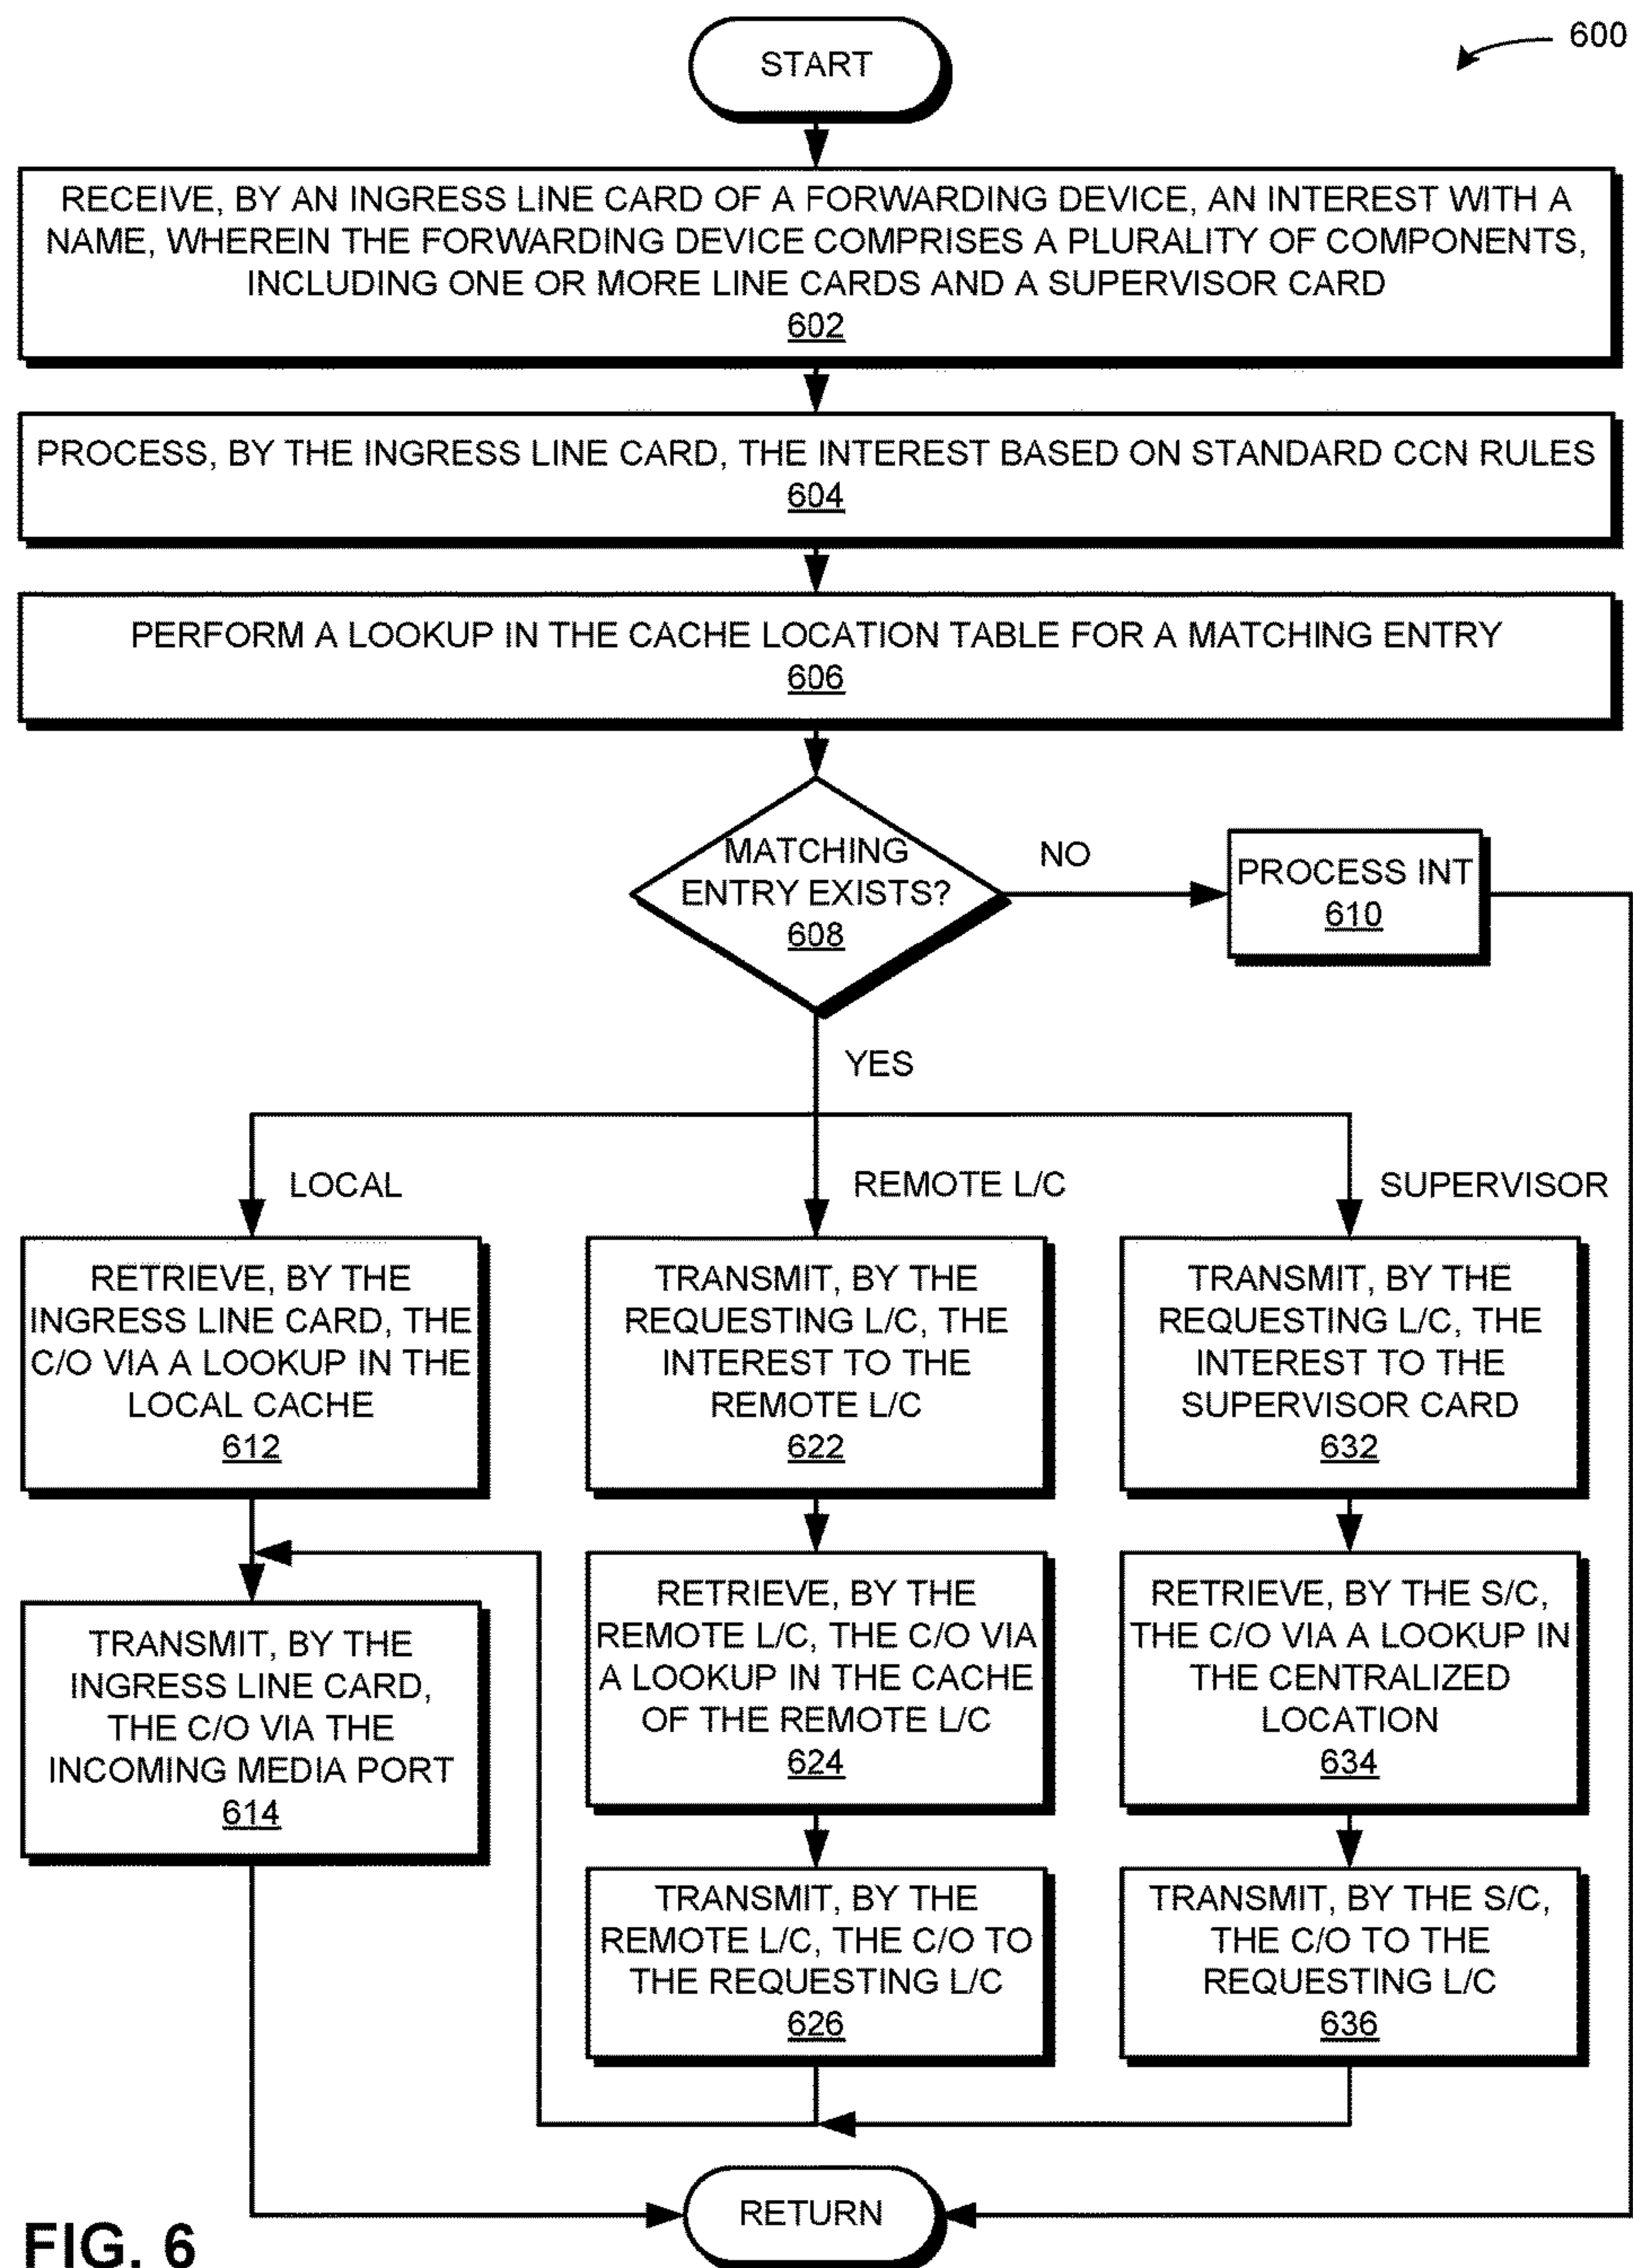 600
START
RECEIVE, BY AN INGRESS LINE CARD OF A FORWARDING DEVICE, AN INTEREST WITH A
NAME, WHEREIN THE FORWARDING DEVICE COMPRISES A PLURALITY OF COMPONENTS,
INCLUDING ONE OR MORE LINE CARDS AND A SUPERVISOR CARD
602
PROCESS, BY THE INGRESS LINE CARD, THE INTEREST BASED ON STANDARD CCN RULES
604
PERFORM A LOOKUP IN THE CACHE LOCATION TABLE FOR A MATCHING ENTRY
606
MATCHING
ENTRY EXISTS?
608
NO
PROCESS INT
610
YES
LOCAL
REMOTE L/C
SUPERVISOR
RETRIEVE, BY THE
INGRESS LINE CARD, THE
C/O VIA A LOOKUP IN THE
LOCAL CACHE
612
TRANSMIT, BY THE
INGRESS LINE CARD,
THE C/O VIA THE
INCOMING MEDIA PORT
614
TRANSMIT, BY THE
REQUESTING L/C, THE
INTEREST TO THE
REMOTE L/C
622
RETRIEVE, BY THE
REMOTE L/C, THE C/O VIA
A LOOKUP IN THE CACHE
OF THE REMOTE L/C
624
TRANSMIT, BY THE
REMOTE L/C, THE C/O TO
THE REQUESTING L/C
626
TRANSMIT, BY THE
REQUESTING L/C, THE
INTEREST TO THE
SUPERVISOR CARD
632
RETRIEVE, BY THE S/C,
THE C/O VIA A LOOKUP IN
THE CENTRALIZED
LOCATION
634
TRANSMIT, BY THE S/C,
THE C/O TO THE
REQUESTING L/C
636
RETURN
FIG. 6